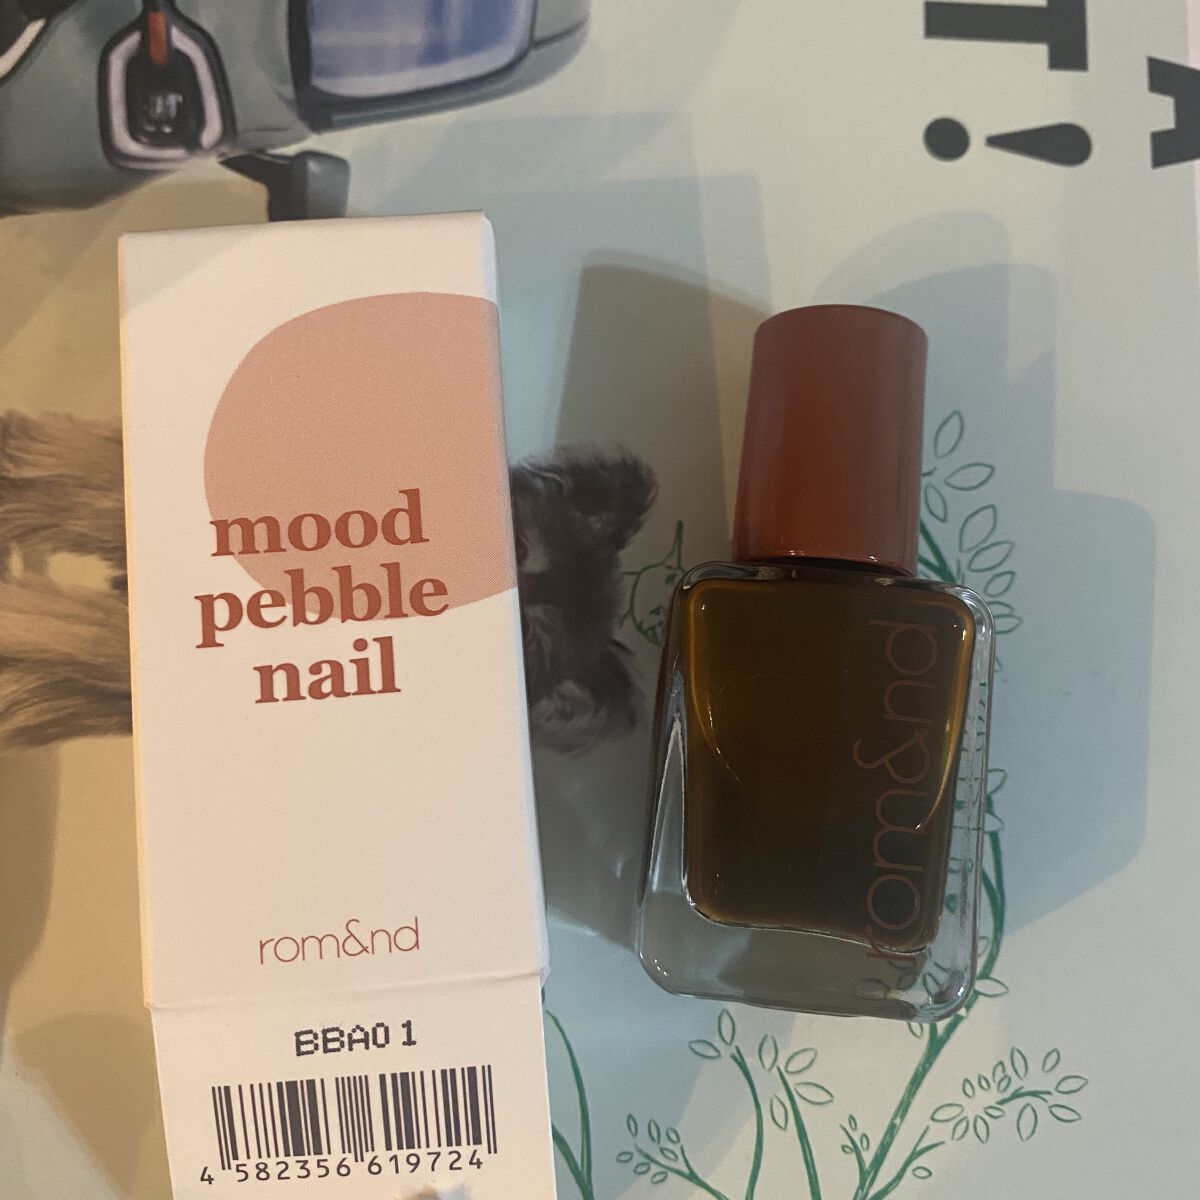 T!
A
mood
pebble
nail
rom&nd
BBA01
4 582356 619724
rom&nd